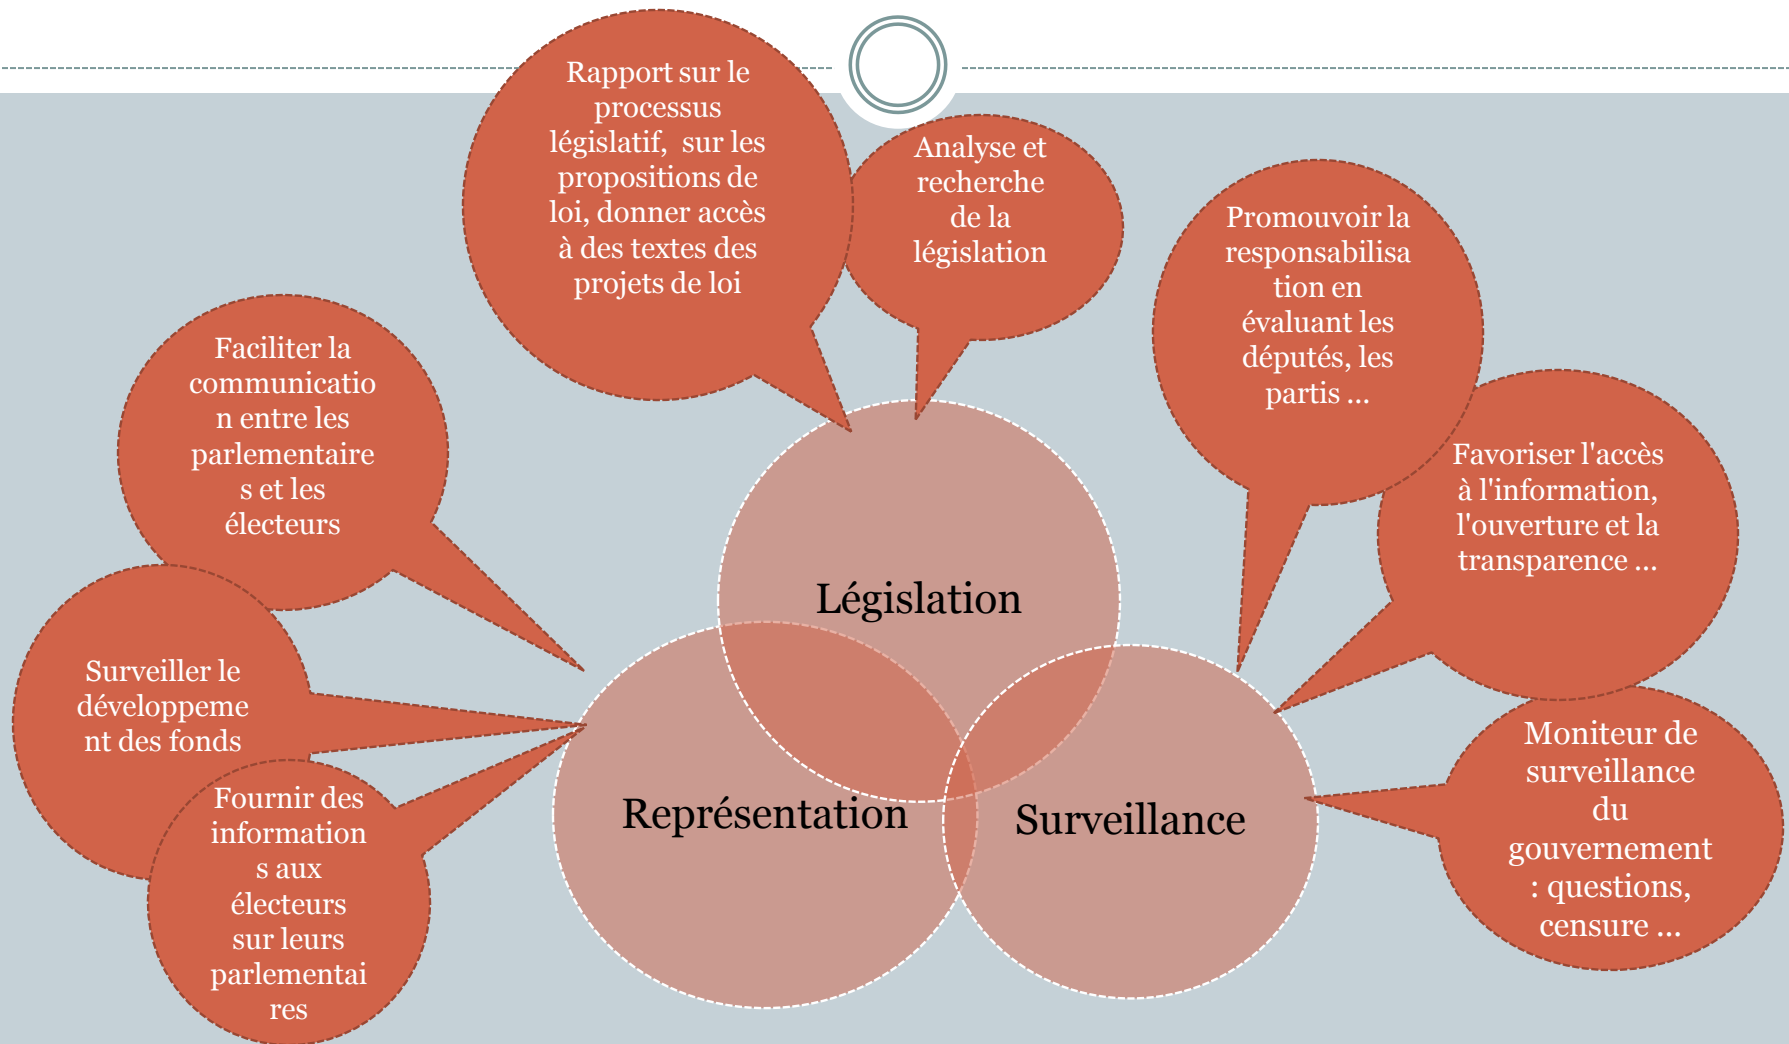 Rapport sur le
processus
législatif, sur les
propositions de
loi, donner accès
à des textes des
projets de loi
Analyse et
recherche
de la
législation
Promouvoir la
responsabilisa
tion en
évaluant les
députés, les
partis ...
Faciliter la
communicatio
n entre les
parlementaire
s et les
électeurs
Favoriser l'accès
à l'information,
l'ouverture et la
transparence ...
Législation
Surveiller le
développeme
nt des fonds
Moniteur de
surveillance
du
gouvernement
: questions,
censure ...
Fournir des
information
s aux
électeurs
sur leurs
parlementai
res
Représentation
Surveillance